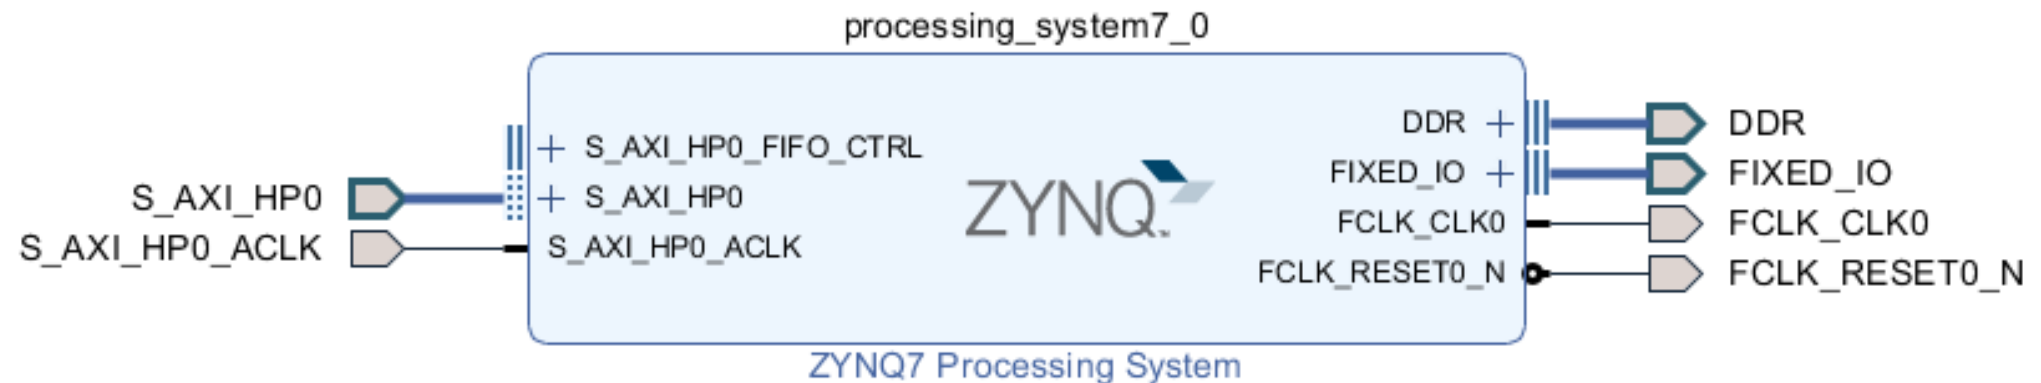 processing_system7_0
S_AXI_HP0
S_AXI_HP0_ACLK
S_AXI_HP0_FIFO_CTRL
S_AXI_HP0
S_AXI_HP0_ACLK
ZYNQ
DDR
FIXED_IO
FCLK_CLK0
FCLK_RESET0_N
DDR
FIXED_IO
FCLK_CLK0
FCLK_RESET0_N
ZYNQ7 Processing System